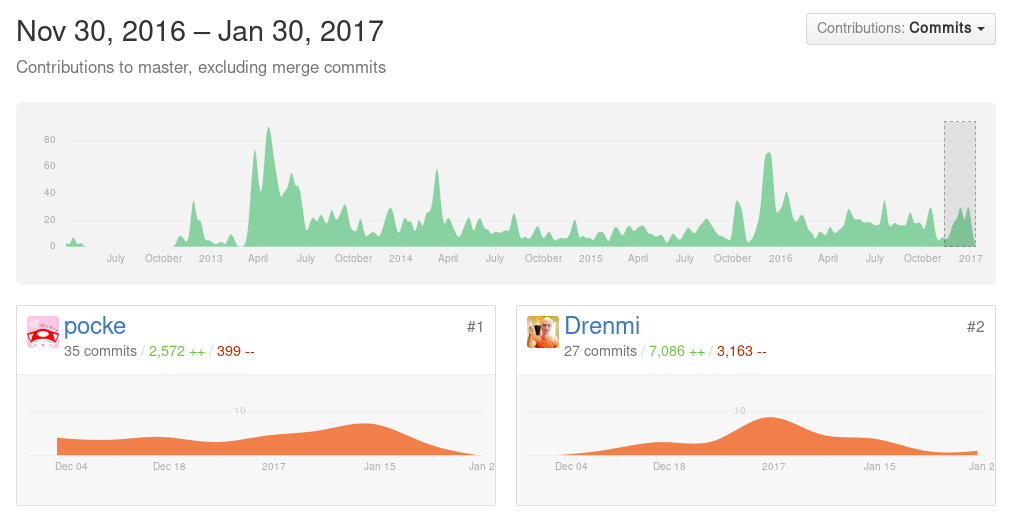 Nov 30, 2016 – Jan 30, 2017
Contributions: Commits
Contributions to master, excluding merge commits
80
60
40
20
0
July October 2013 April July October 2014 April July October 2015 April July October 2016 April July October 2017
pocke #1
35 commits / 2,572 ++ / 399 --
10
Dec 04 Dec 18 2017 Jan 15 Jan 2
Drenmi #2
27 commits / 7,086 ++ / 3,163 --
10
Dec 04 Dec 18 2017 Jan 15 Jan 2